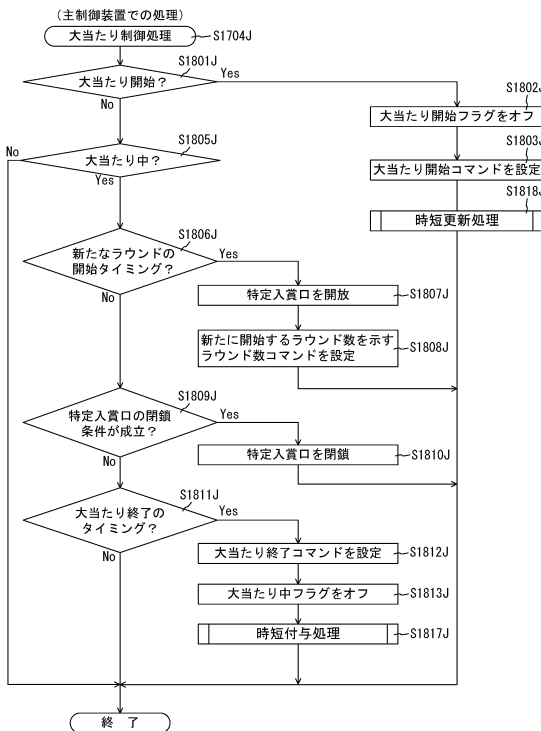 (主制御装置での処理)
大当たり制御処理
S1704J
大当たり開始？
S1801J
Yes
No
S1802J
大当たり開始フラグをオフ
S1803J
大当たり開始コマンドを設定
S1818J
時短更新処理
No
大当たり中？
S1805J
Yes
新たなラウンドの
開始タイミング？
S1806J
Yes
No
特定入賞口を開放
S1807J
新たに開始するラウンド数を示す
ラウンド数コマンドを設定
S1808J
特定入賞口の閉鎖
条件が成立？
S1809J
Yes
No
特定入賞口を閉鎖
S1810J
大当たり終了の
タイミング？
S1811J
Yes
No
大当たり終了コマンドを設定
S1812J
大当たり中フラグをオフ
S1813J
時短付与処理
S1817J
終 了